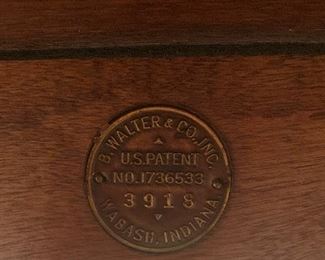 B. WALTER & CO., INC.
U.S. PATENT
NO. 1736533
3918
WABASH, INDIANA